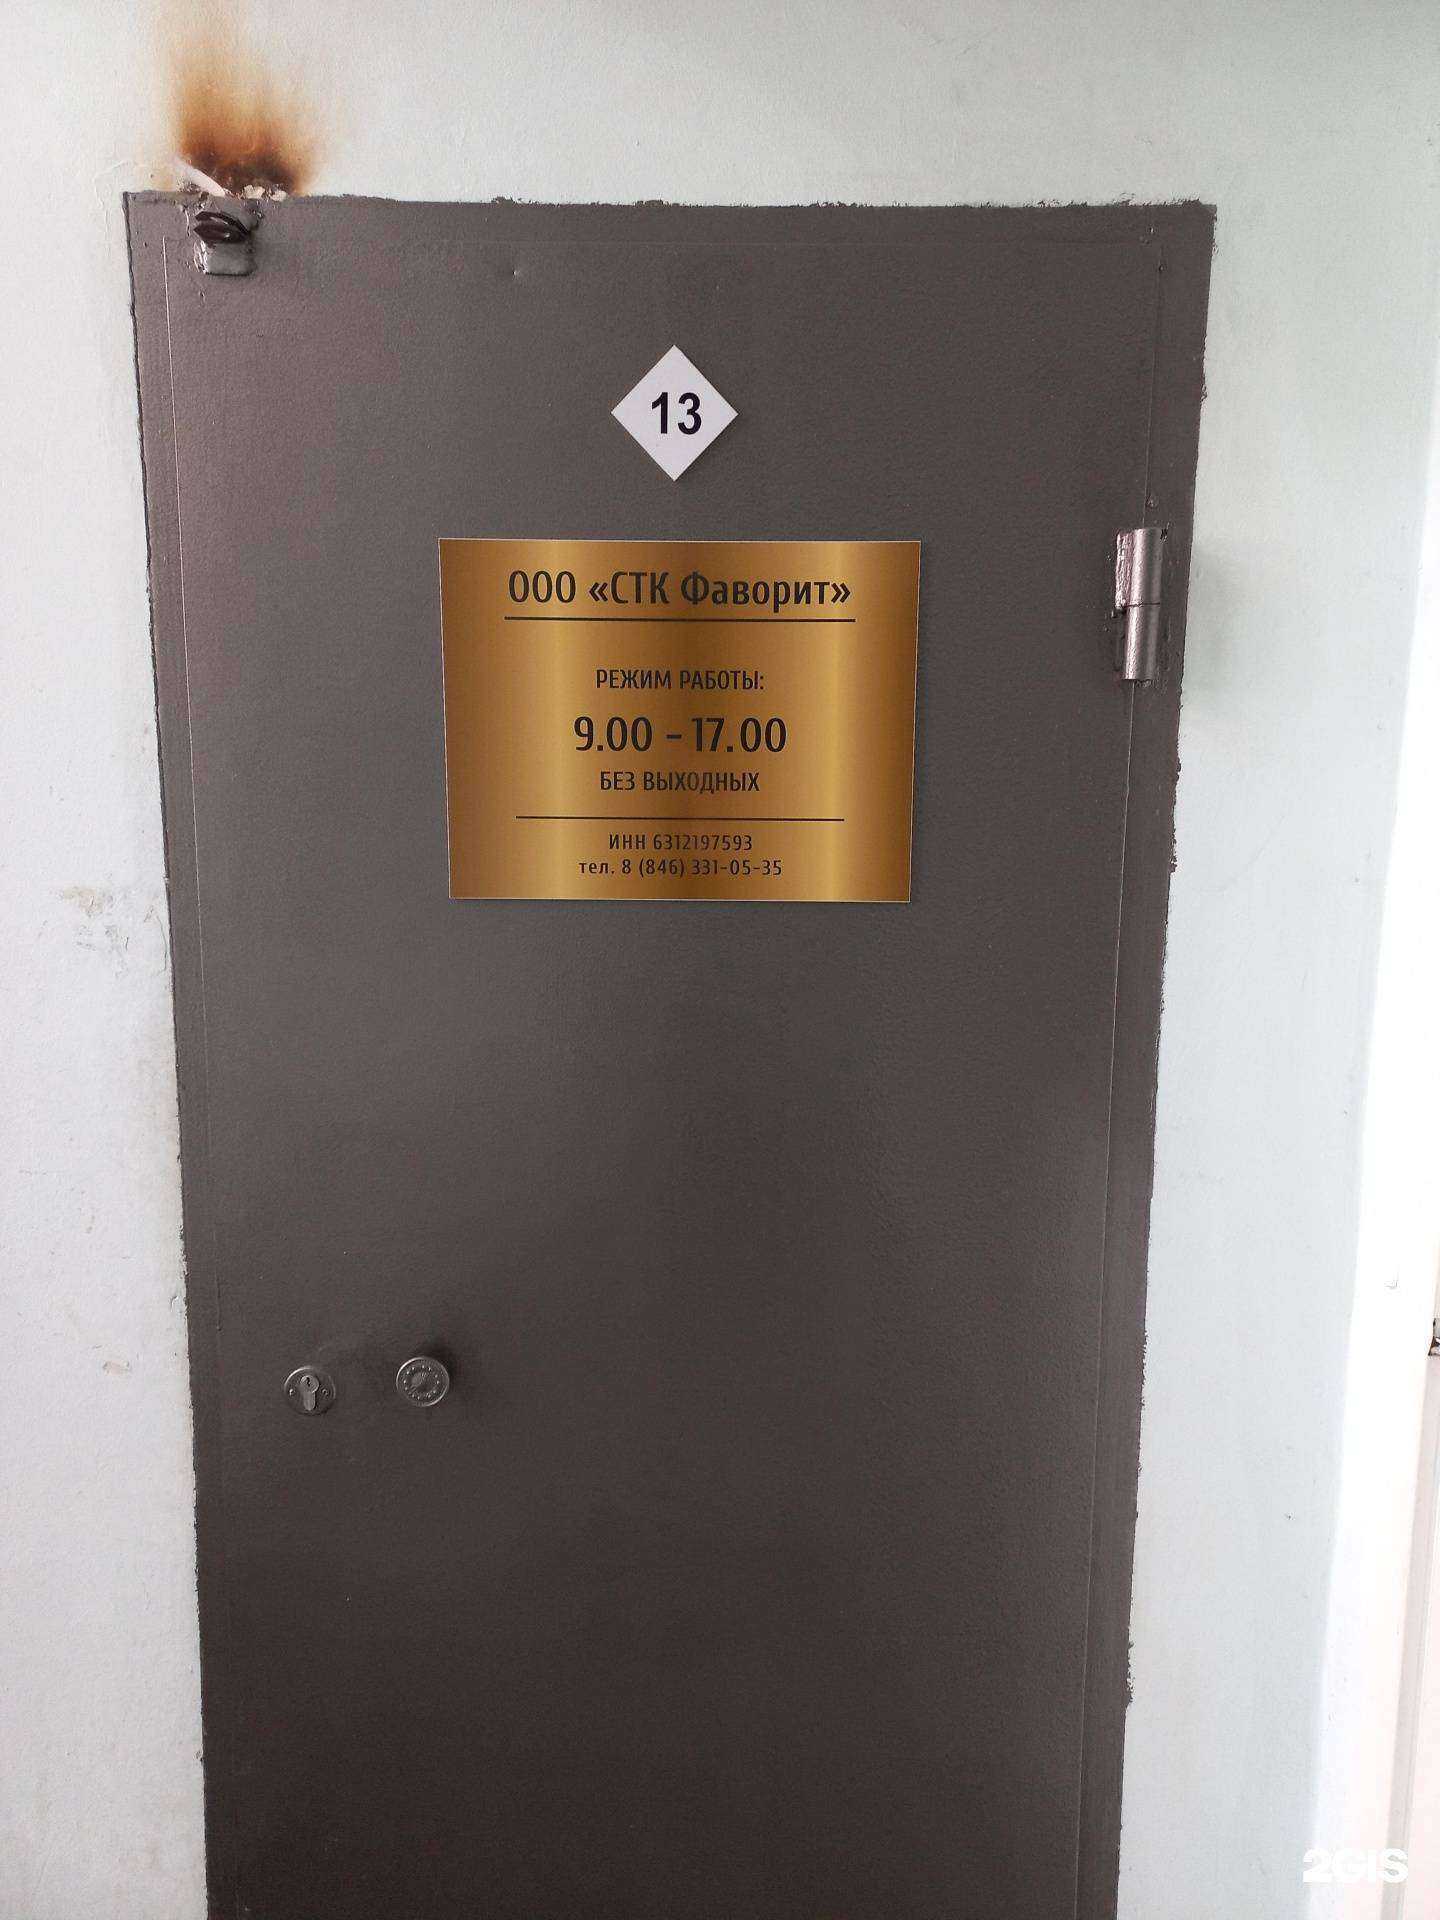 13
ООО «СТК Фаворит»
РЕЖИМ РАБОТЫ:
9.00 - 17.00
БЕЗ ВЫХОДНЫХ
ИНН 6312197593
тел. 8 (846) 331-05-35
2GIS